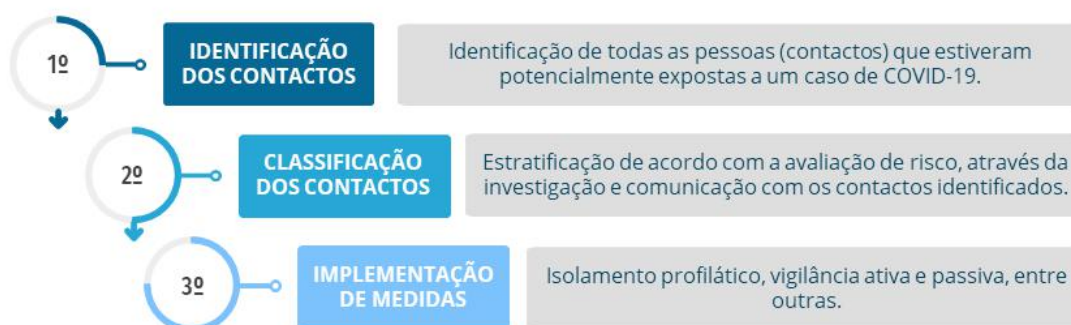 1º
IDENTIFICAÇÃO
DOS CONTACTOS
Identificação de todas as pessoas (contactos) que estiveram
potencialmente expostas a um caso de COVID-19.
2º
CLASSIFICAÇÃO
DOS CONTACTOS
Estratificação de acordo com a avaliação de risco, através da
investigação e comunicação com os contactos identificados.
3º
IMPLEMENTAÇÃO
DE MEDIDAS
Isolamento profilático, vigilância ativa e passiva, entre
outras.